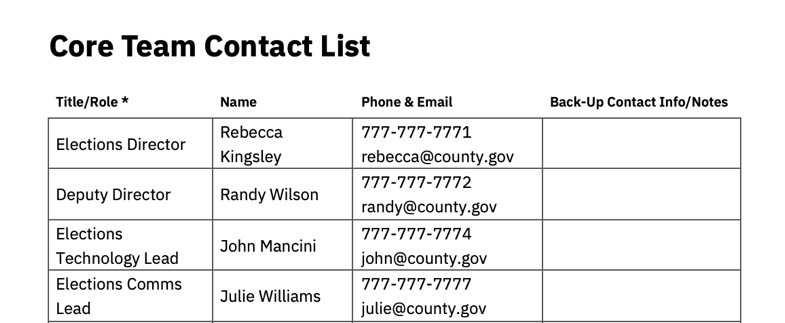 Core Team Contact List
Title/Role * Name Phone & Email Back-Up Contact Info/Notes
Elections Director
Rebecca
Kingsley
777-777-7771
rebecca@county.gov
Deputy Director
Randy Wilson
777-777-7772
randy@county.gov
Elections
Technology Lead
John Mancini
777-777-7774
john@county.gov
Elections Comms
Lead
Julie Williams
777-777-7777
julie@county.gov